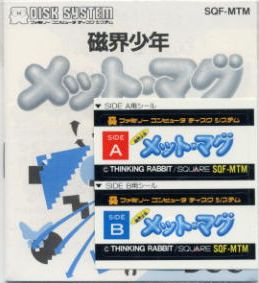 DISK SYSTEM
SQF-MTM
ファミリー コンピュータ ディスク システム
磁界少年
メット・マグ
▼SIDE A用シール
ファミリー コンピュータ ディスク システム
SIDE A
メット・マグ
© THINKING RABBIT/SQUARE SQF-MTM
▼SIDE B用シール
ファミリー コンピュータ ディスク システム
SIDE B
メット・マグ
© THINKING RABBIT/SQUARE SQF-MTM